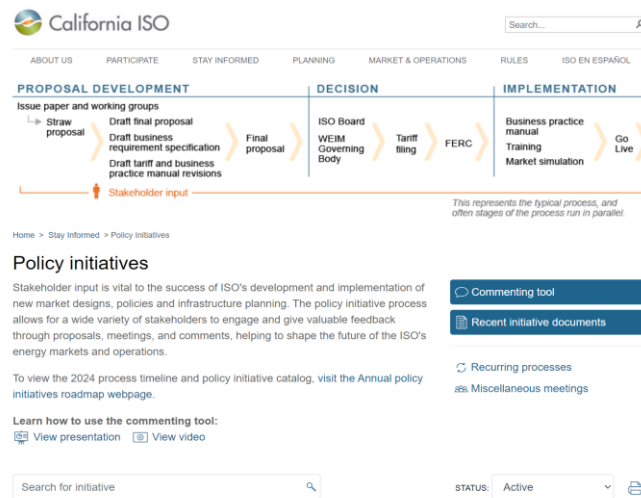 California ISO
Search...
ABOUT US PARTICIPATE STAY INFORMED PLANNING MARKET & OPERATIONS RULES ISO EN ESPAÑOL
PROPOSAL DEVELOPMENT DECISION IMPLEMENTATION
Issue paper and working groups
Straw
proposal
Draft final proposal
Draft business
requirement specification
Draft tariff and business
practice manual revisions
Final
proposal
ISO Board
WEIM
Governing
Body
Tariff
filing
FERC
Business practice
manual
Training
Market simulation
Go
Live
Stakeholder input
This represents the typical process, and
often stages of the process run in parallel.
Home > Stay Informed > Policy Initiatives
Policy initiatives
Stakeholder input is vital to the success of ISO's development and implementation of
new market designs, policies and infrastructure planning. The policy initiative process
allows for a wide variety of stakeholders to engage and give valuable feedback
through proposals, meetings, and comments, helping to shape the future of the ISO's
energy markets and operations.
To view the 2024 process timeline and policy initiative catalog, visit the Annual policy
initiatives roadmap webpage.
Learn how to use the commenting tool:
View presentation View video
Commenting tool
Recent initiative documents
Recurring processes
Miscellaneous meetings
Search for initiative
STATUS: Active